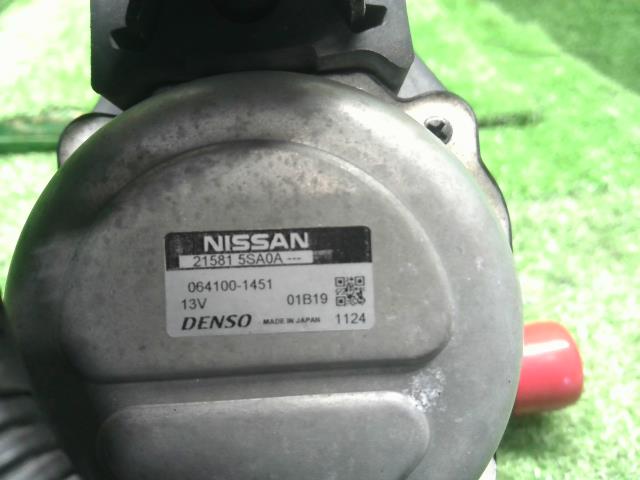 NISSAN
21581 5SA0A ---
064100-1451
13V 01B19
DENSO MADE IN JAPAN 1124